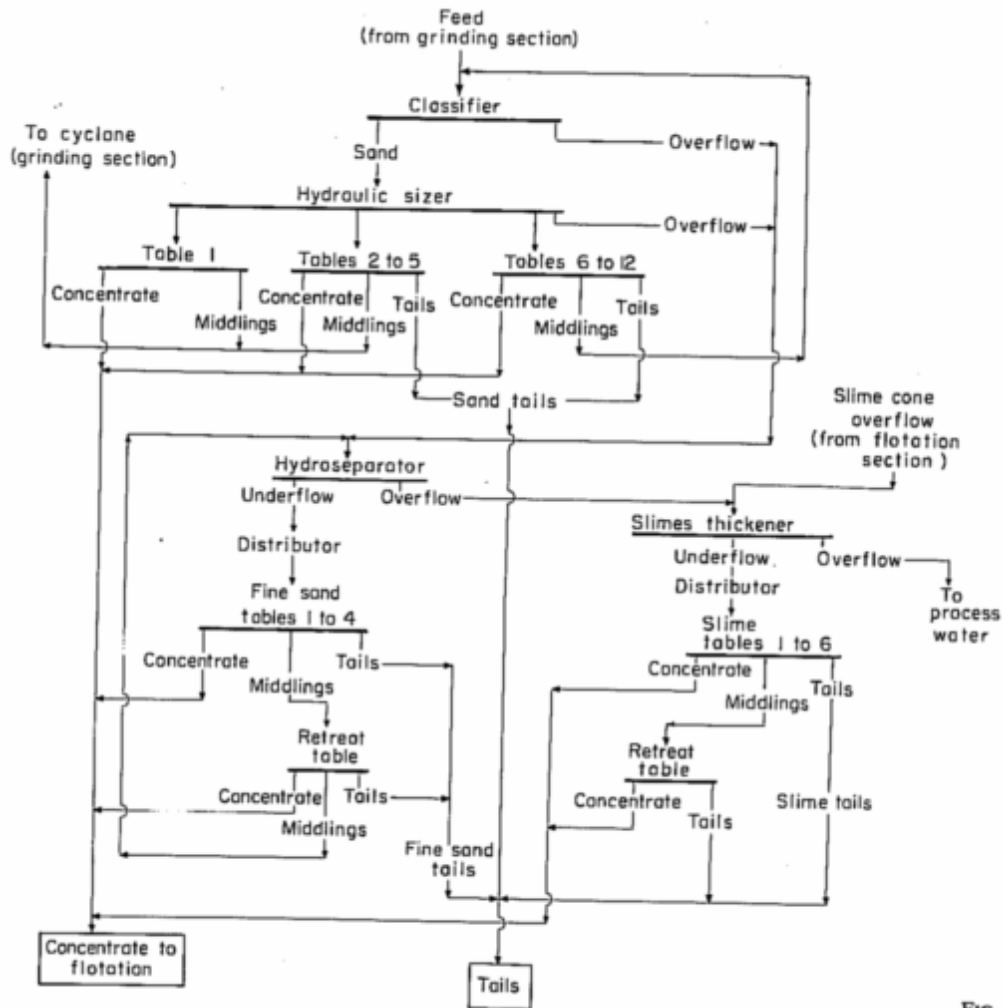 Feed
(from grinding section)
Classifier
To cyclone
(grinding section)
Sand
Overflow
Hydraulic sizer
Overflow
Table 1
Tables 2 to 5
Tables 6 to 12
Concentrate
Middlings
Concentrate
Middlings
Tails
Concentrate
Middlings
Tails
Sand tails
Slime cone
overflow
(from flotation
section)
Hydroseparator
Underflow
Overflow
Slimes thickener
Distributor
Underflow
Overflow
Distributor
Fine sand
tables 1 to 4
To
process
water
Slime
tables 1 to 6
Concentrate
Middlings
Tails
Concentrate
Middlings
Tails
Retreat
table
Retreat
table
Concentrate
Middlings
Tails
Concentrate
Tails
Slime tails
Fine sand
tails
Concentrate to
flotation
Tails
FIG